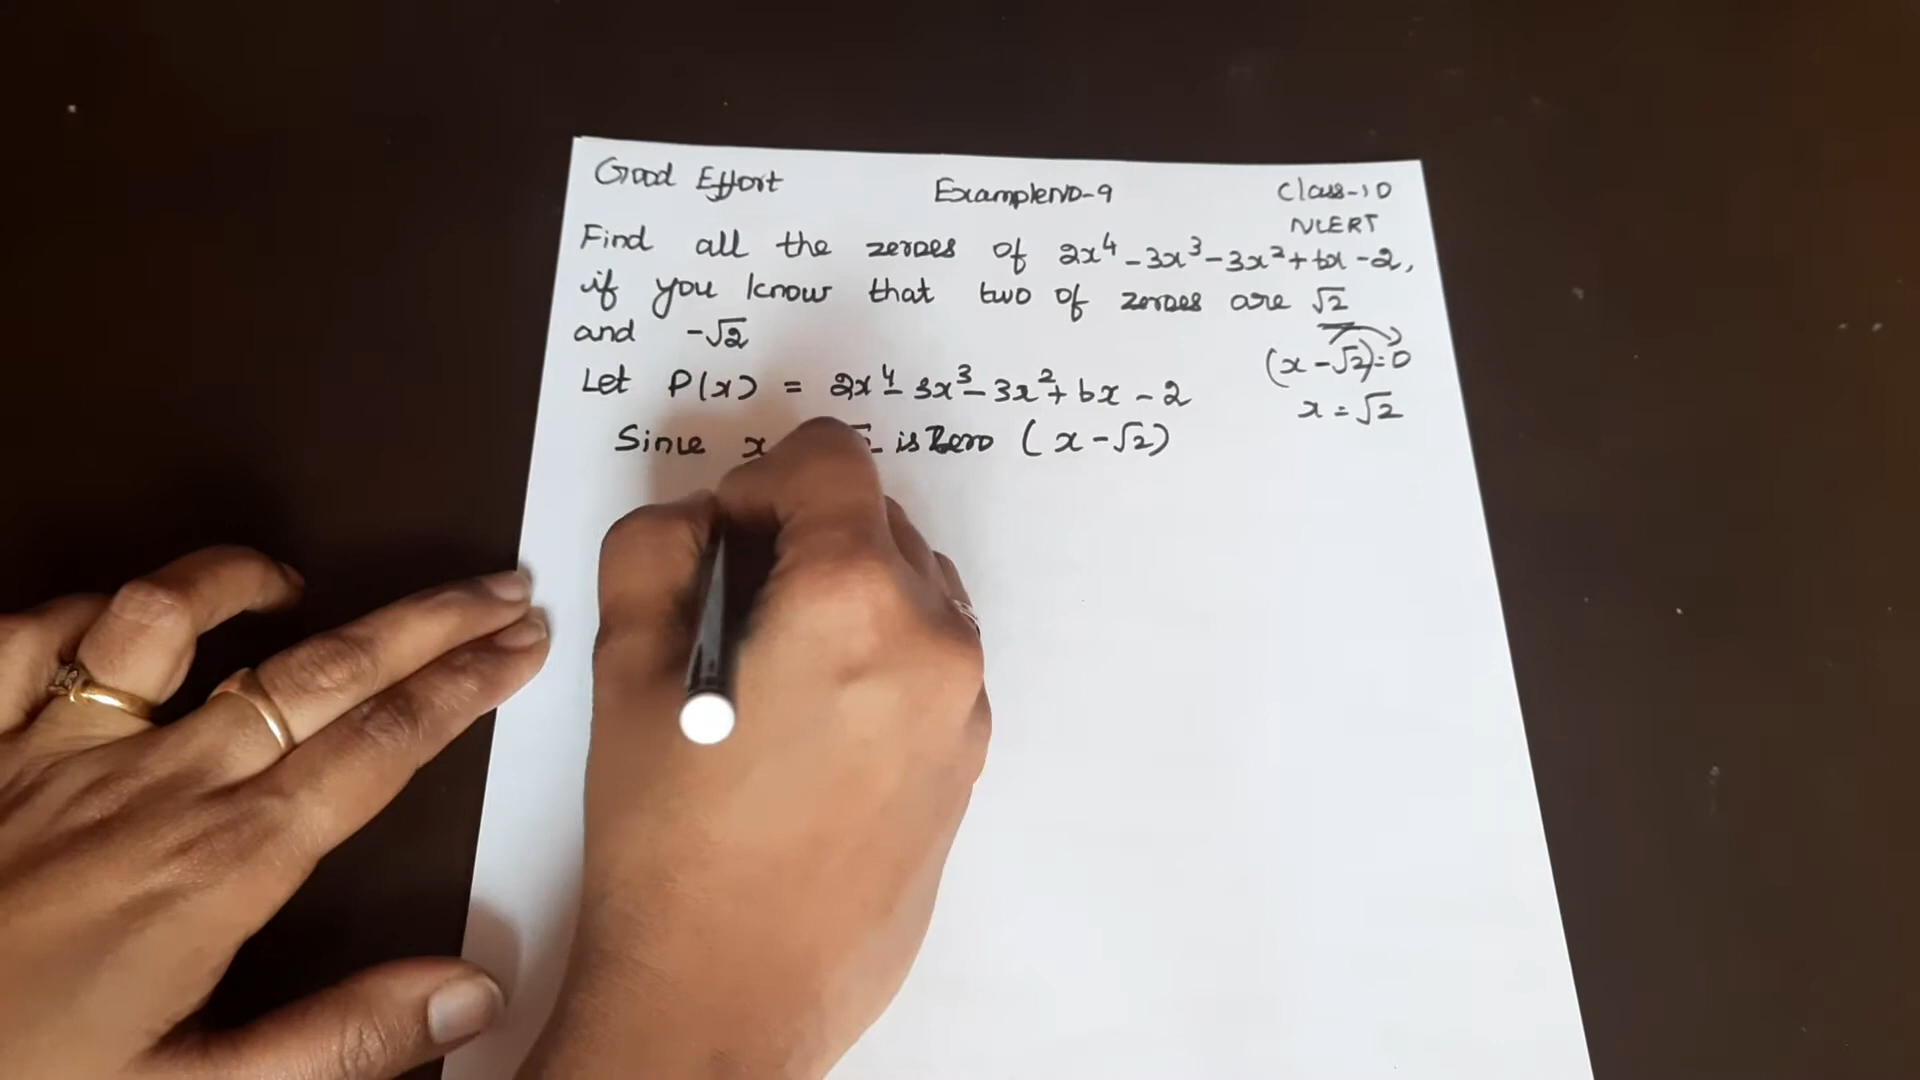 Good Effort
Example NO-9
Class-10
NCERT
Find all the zeroes of 2x⁴-3x³-3x²+6x-2,
if you know that two of zeroes are √2
and -√2
(x-√2)=0
x=√2
Let P(x) = 2x⁴-3x³-3x²+6x-2
Since x is Zero (x-√2)